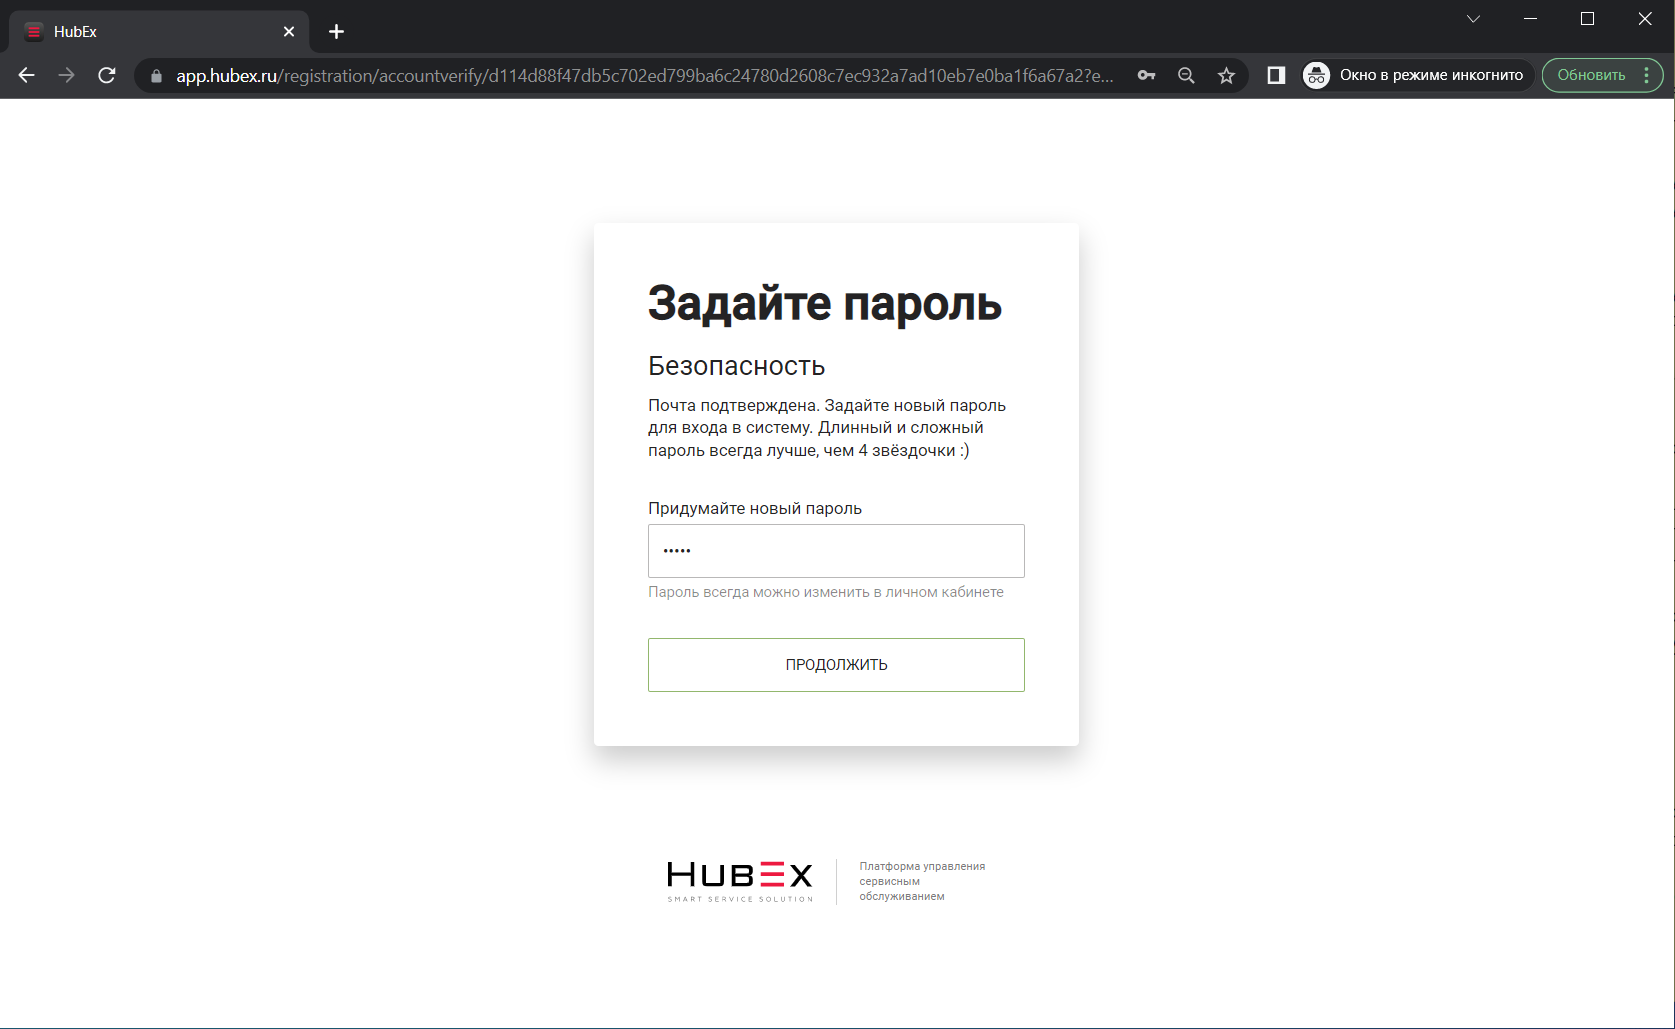 HubEx
app.hubex.ru/registration/accountverify/d114d88f47db5c702ed799ba6c24780d2608c7ec932a7ad10eb7e0ba1f6a67a2?e...
Окно в режиме инкогнито
Обновить
Задайте пароль
Безопасность
Почта подтверждена. Задайте новый пароль
для входа в систему. Длинный и сложный
пароль всегда лучше, чем 4 звёздочки :)
Придумайте новый пароль
•••••
Пароль всегда можно изменить в личном кабинете
ПРОДОЛЖИТЬ
HUBEX
SMART SERVICE SOLUTION
Платформа управления
сервисным
обслуживанием